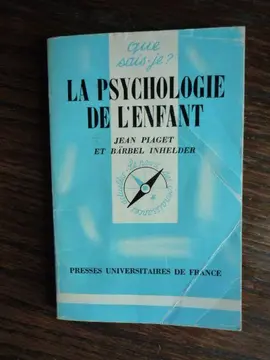 que
sais-je?
LA PSYCHOLOGIE
DE L'ENFANT
JEAN PIAGET
ET BÄRBEL INHELDER
PRESSES UNIVERSITAIRES DE FRANCE